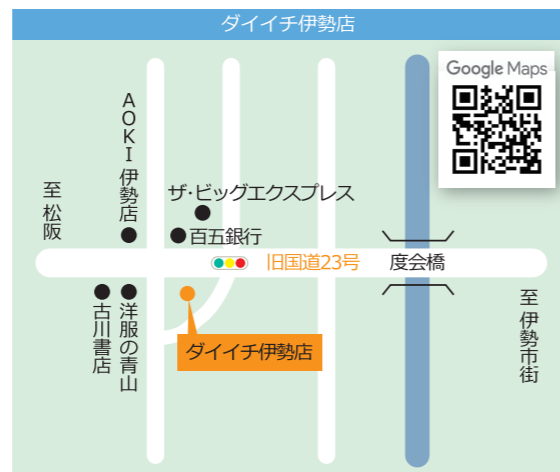 ダイイチ伊勢店
Google Maps
AOKI伊勢店
至 松阪
ザ・ビッグエクスプレス
百五銀行
旧国道23号
度会橋
至 伊勢市街
古川書店
洋服の青山
ダイイチ伊勢店